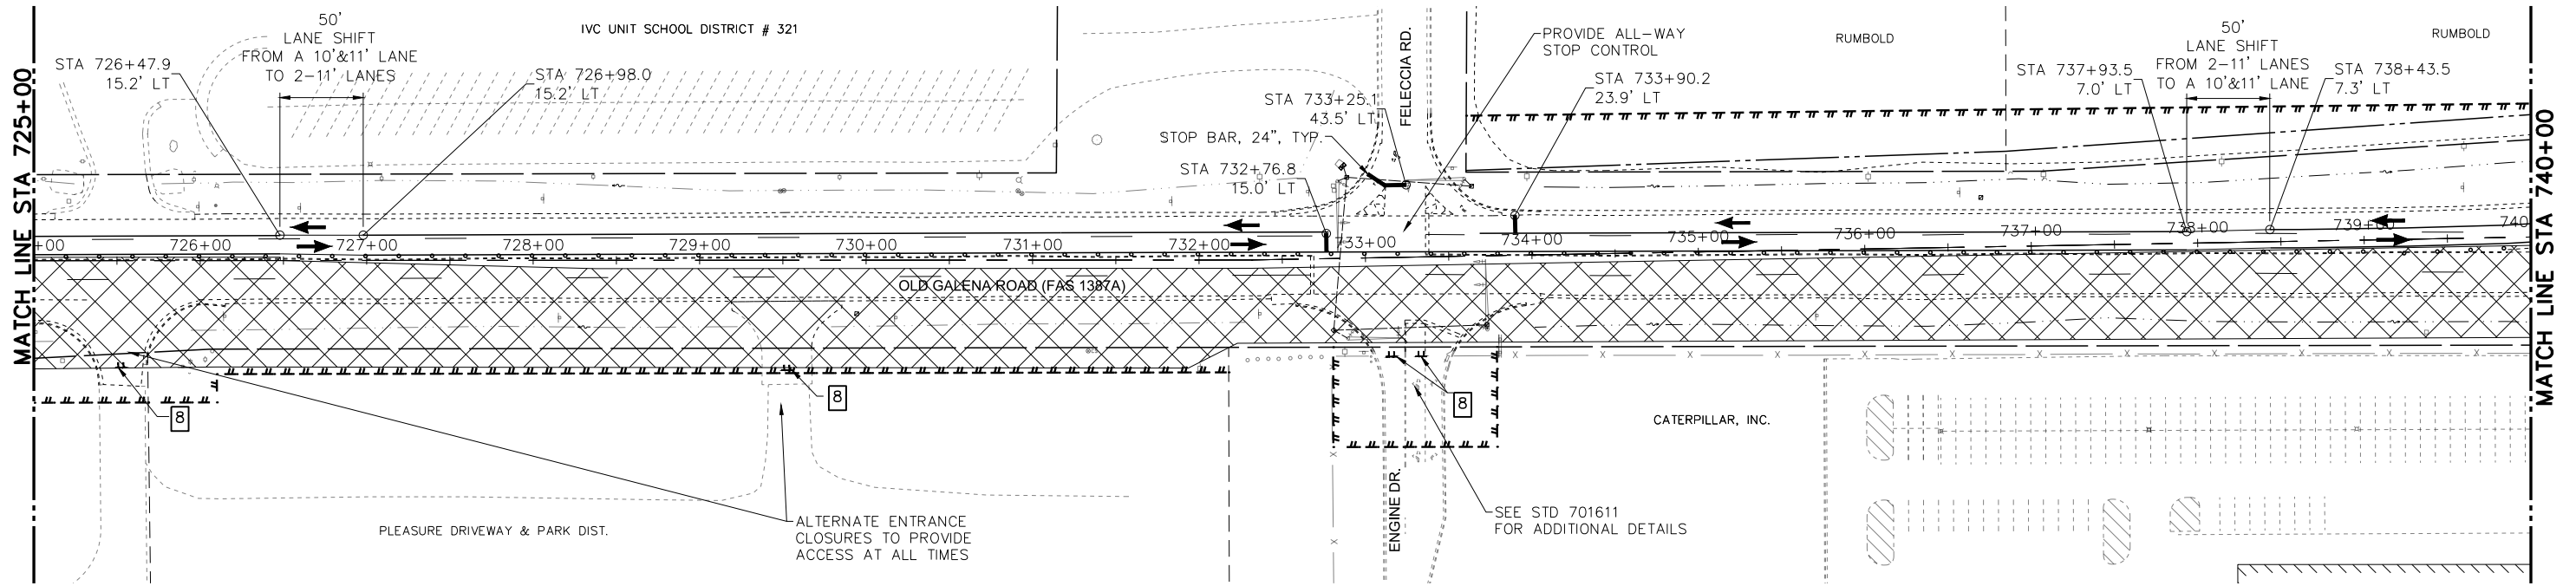 MATCH LINE STA 725+00
50'
LANE SHIFT
FROM A 10'&11' LANE
TO 2-11' LANES
STA 726+47.9
15.2' LT
STA 726+98.0
15.2' LT
IVC UNIT SCHOOL DISTRICT # 321
STA 733+25.1
43.5' LT
STOP BAR, 24", TYP.
STA 732+76.8
15.0' LT
FELECCIA RD.
PROVIDE ALL-WAY
STOP CONTROL
STA 733+90.2
23.9' LT
RUMBOLD
50'
LANE SHIFT
FROM 2-11' LANES
TO A 10'&11' LANE
STA 737+93.5
7.0' LT
STA 738+43.5
7.3' LT
RUMBOLD
MATCH LINE STA 740+00
+00
726+00
727+00
728+00
729+00
730+00
731+00
732+00
733+00
734+00
735+00
736+00
737+00
738+00
739+00
740
OLD GALENA ROAD (FAS 1387A)
8
8
8
CATERPILLAR, INC.
PLEASURE DRIVEWAY & PARK DIST.
ALTERNATE ENTRANCE
CLOSURES TO PROVIDE
ACCESS AT ALL TIMES
ENGINE DR.
SEE STD 701611
FOR ADDITIONAL DETAILS